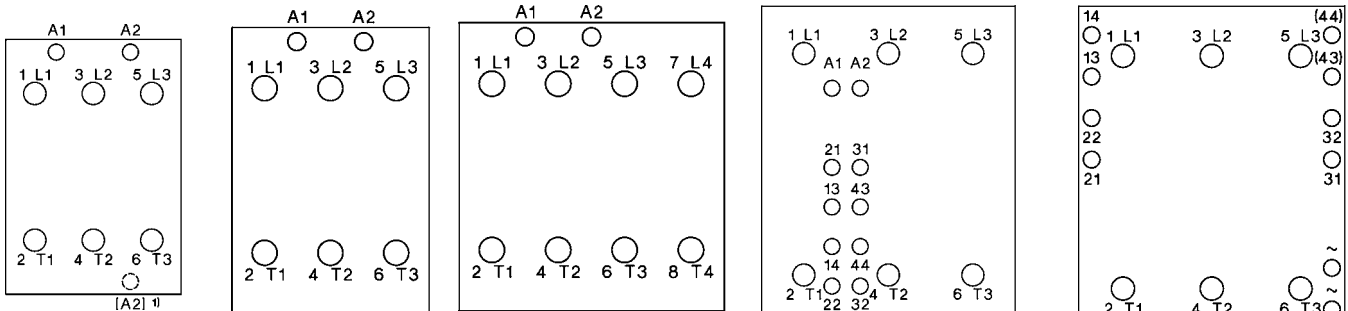 A1 A2
1 L1 3 L2 5 L3
2 T1 4 T2 6 T3
[A2] 1)
A1 A2
1 L1 3 L2 5 L3
2 T1 4 T2 6 T3
A1 A2
1 L1 3 L2 5 L3 7 L4
2 T1 4 T2 6 T3 8 T4
1 L1 3 L2 5 L3
A1 A2
21 31
13 43
14 44
2 T1 4 T2 6 T3
22 32
14 (44)
1 L1 3 L2 5 L3
13 (43)
22 32
21 31
~
~
2 T1 4 T2 6 T3